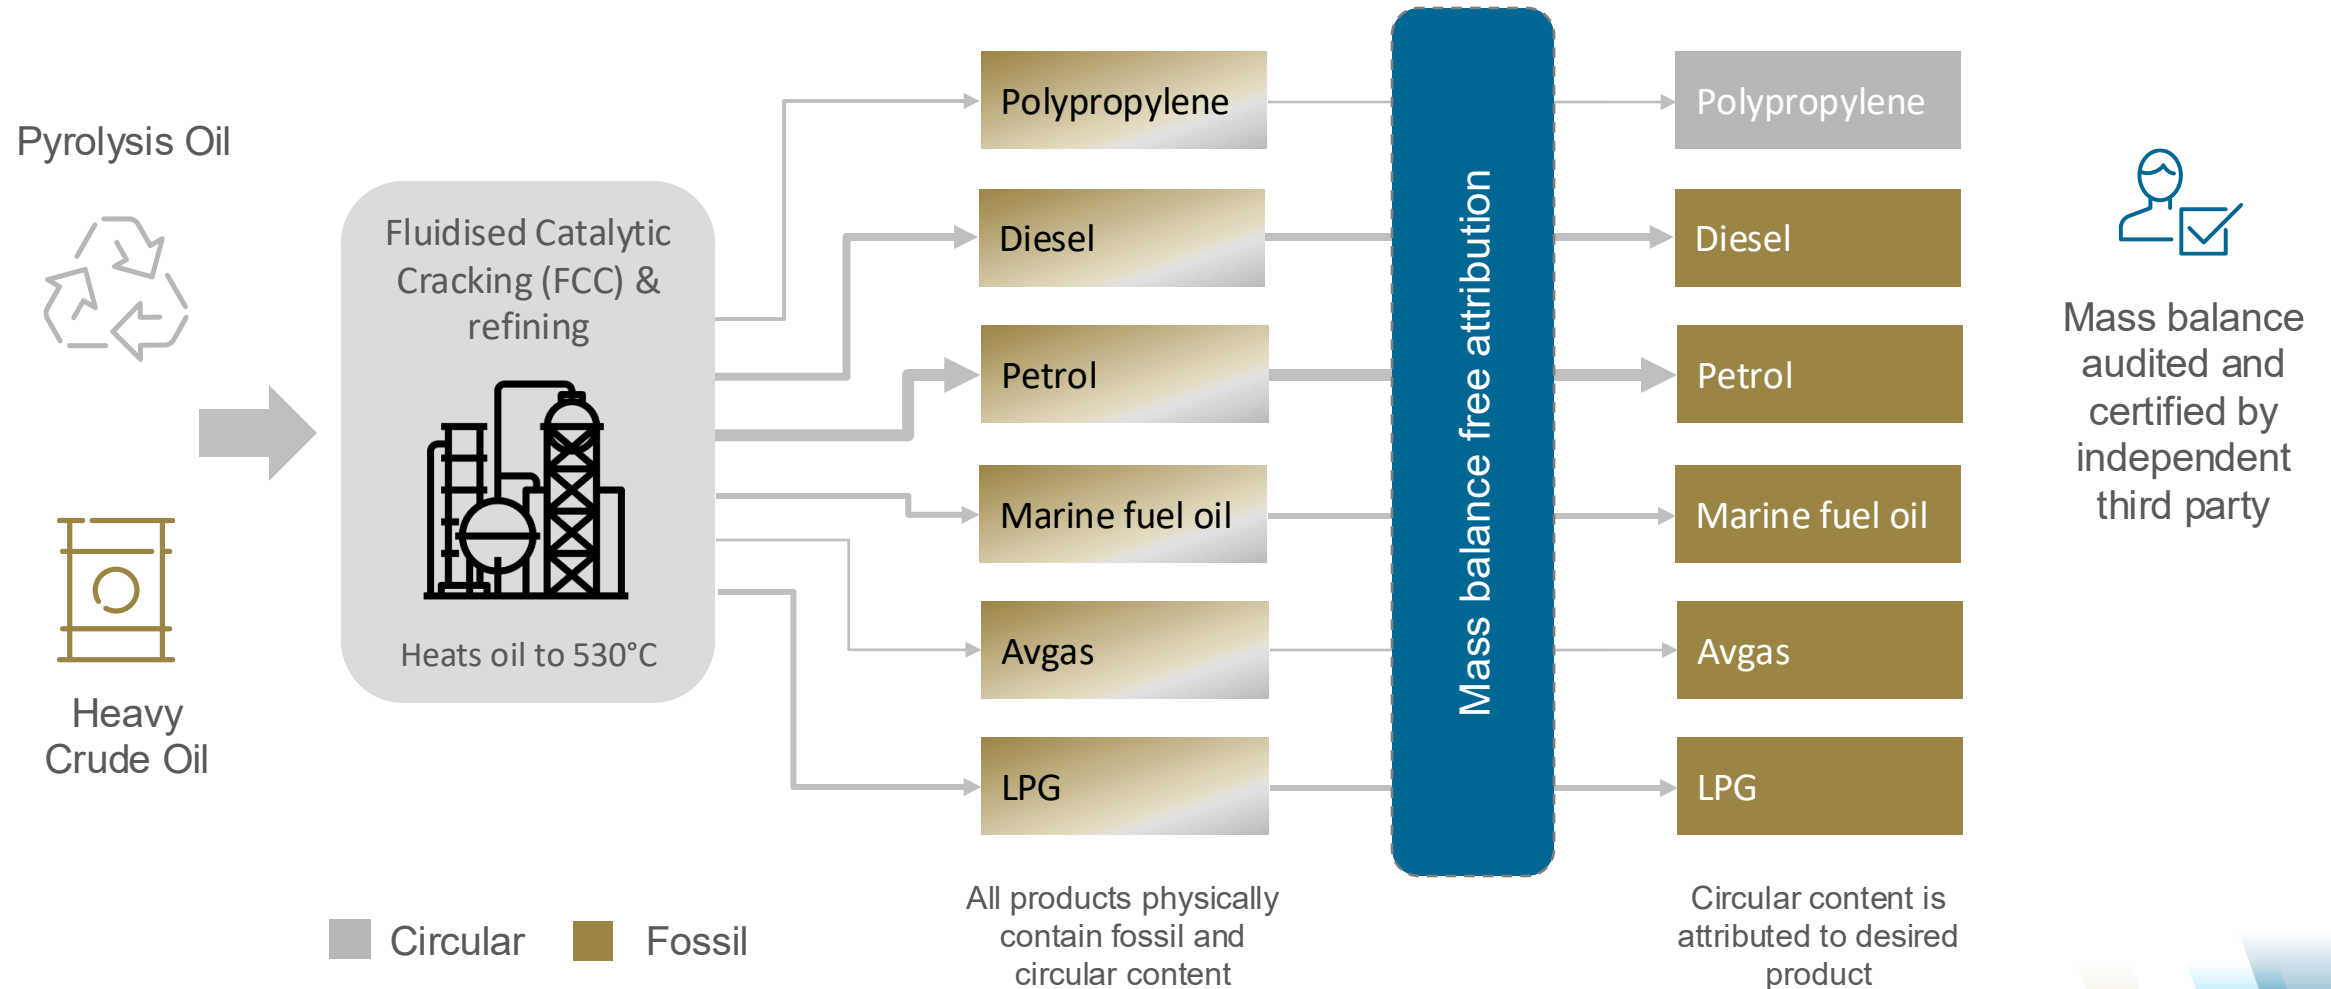 Pyrolysis Oil
Heavy
Crude Oil
Fluidised Catalytic
Cracking (FCC) &
refining
Heats oil to 530°C
Polypropylene
Diesel
Petrol
Marine fuel oil
Avgas
LPG
All products physically
contain fossil and
circular content
Mass balance free attribution
Polypropylene
Diesel
Petrol
Marine fuel oil
Avgas
LPG
Circular content is
attributed to desired
product
Mass balance
audited and
certified by
independent
third party
Circular
Fossil